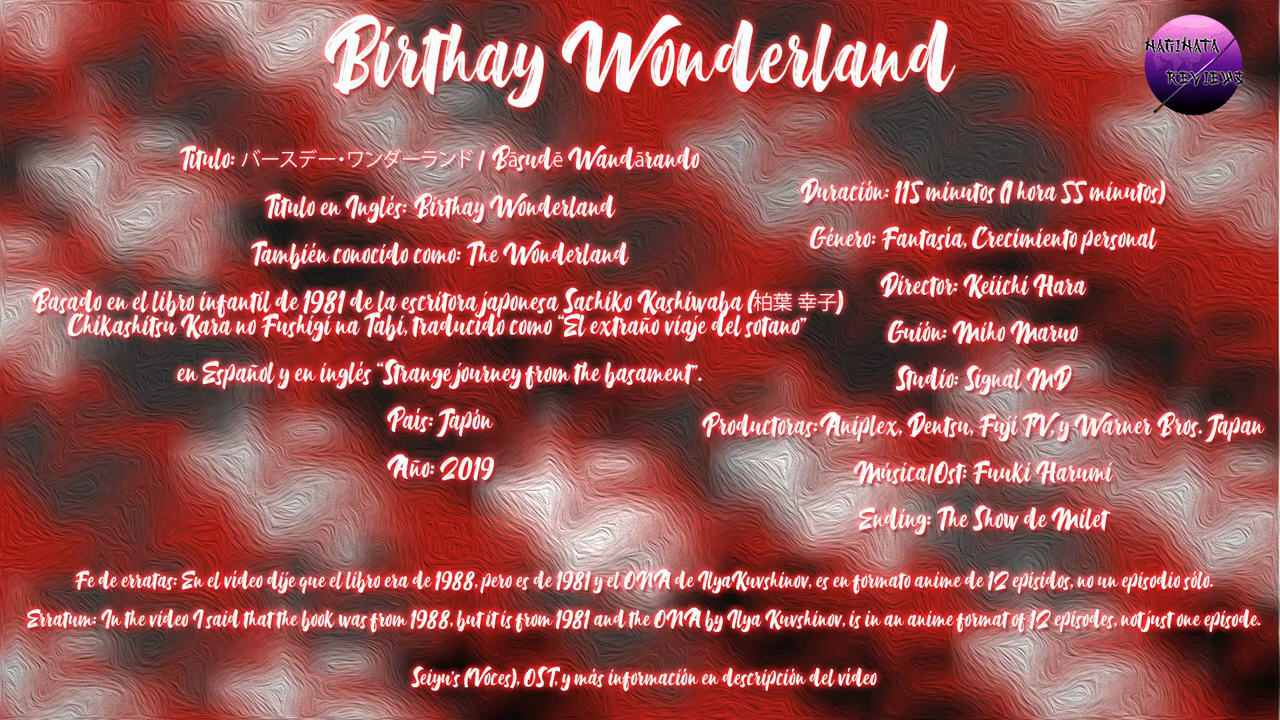 Birthay Wonderland
NAGINATA
REVIEWS
Título: バースデー・ワンダーランド / Bāsudē Wandārando
Título en Inglés: Birthay Wonderland
También conocido como: The Wonderland
Basado en el libro infantil de 1981 de la escritora japonesa Sachiko Kashiwaba (柏葉 幸子)
Chikashitsu Kara no Fushigi na Tabi, traducido como "El extraño viaje del sotano"
en Español y en inglés "Strange journey from the basament".
País: Japón
Año: 2019
Duración: 115 minutos (1 hora 55 minutos)
Género: Fantasía, Crecimiento personal
Director: Keiichi Hara
Guión: Miho Maruo
Studio: Signal MD
Productoras: Aniplex, Dentsu, Fuji TV, y Warner Bros. Japan
Música/Ost: Fuuki Harumi
Ending: The Show de Milet
Fe de erratas: En el vídeo dije que el libro era de 1988, pero es de 1981 y el ONA de Ilya Kuvshinov, es en formato anime de 12 episidos, no un episodio sólo.
Erratum: In the video I said that the book was from 1988, but it is from 1981 and the ONA by Ilya Kuvshinov, is in an anime format of 12 episodes, not just one episode.
Seiyu's (Voces), OST, y más información en descripción del vídeo